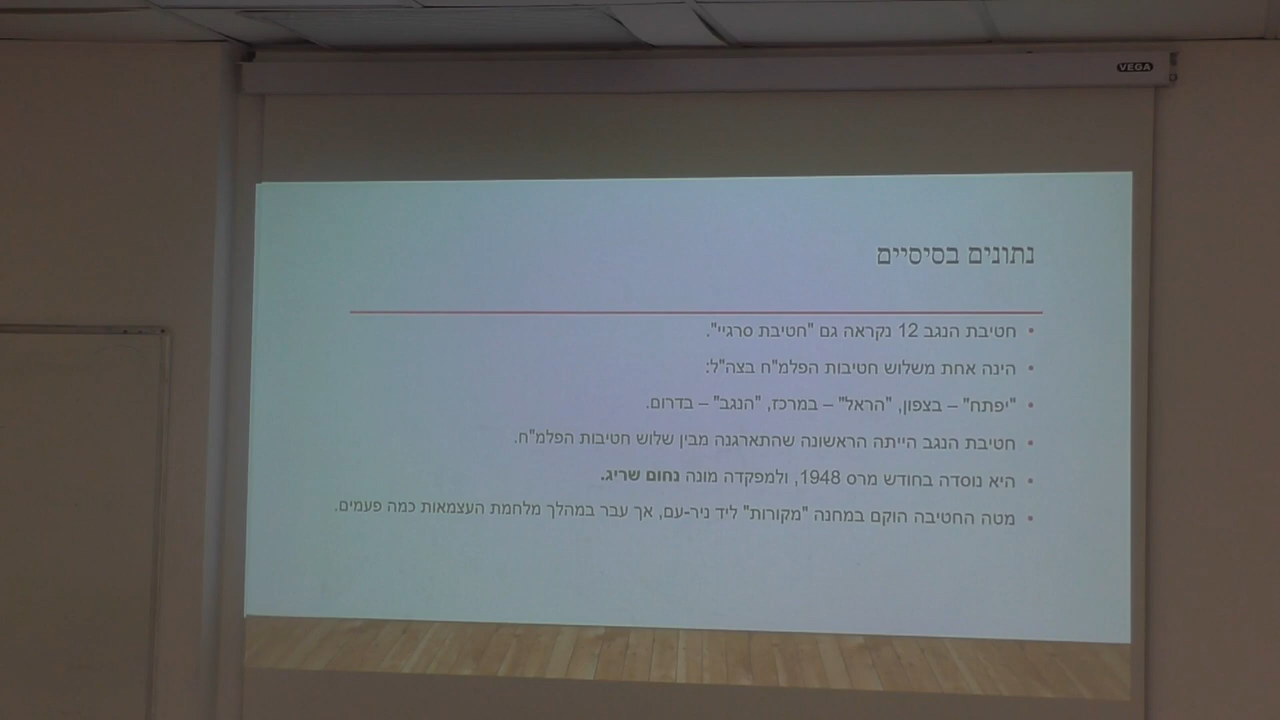 VEGA
נתונים בסיסיים
• חטיבת הנגב 12 נקראה גם "חטיבת סרגיי".
• הינה אחת משלוש חטיבות הפלמ"ח בצה"ל:
• "יפתח" – בצפון, "הראל" – במרכז, "הנגב" – בדרום.
• חטיבת הנגב הייתה הראשונה שהתארגנה מבין שלוש חטיבות הפלמ"ח.
• היא נוסדה בחודש מרס 1948, ולמפקדה מונה נחום שריג.
• מטה החטיבה הוקם במחנה "מקורות" ליד ניר-עם, אך עבר במהלך מלחמת העצמאות כמה פעמים.